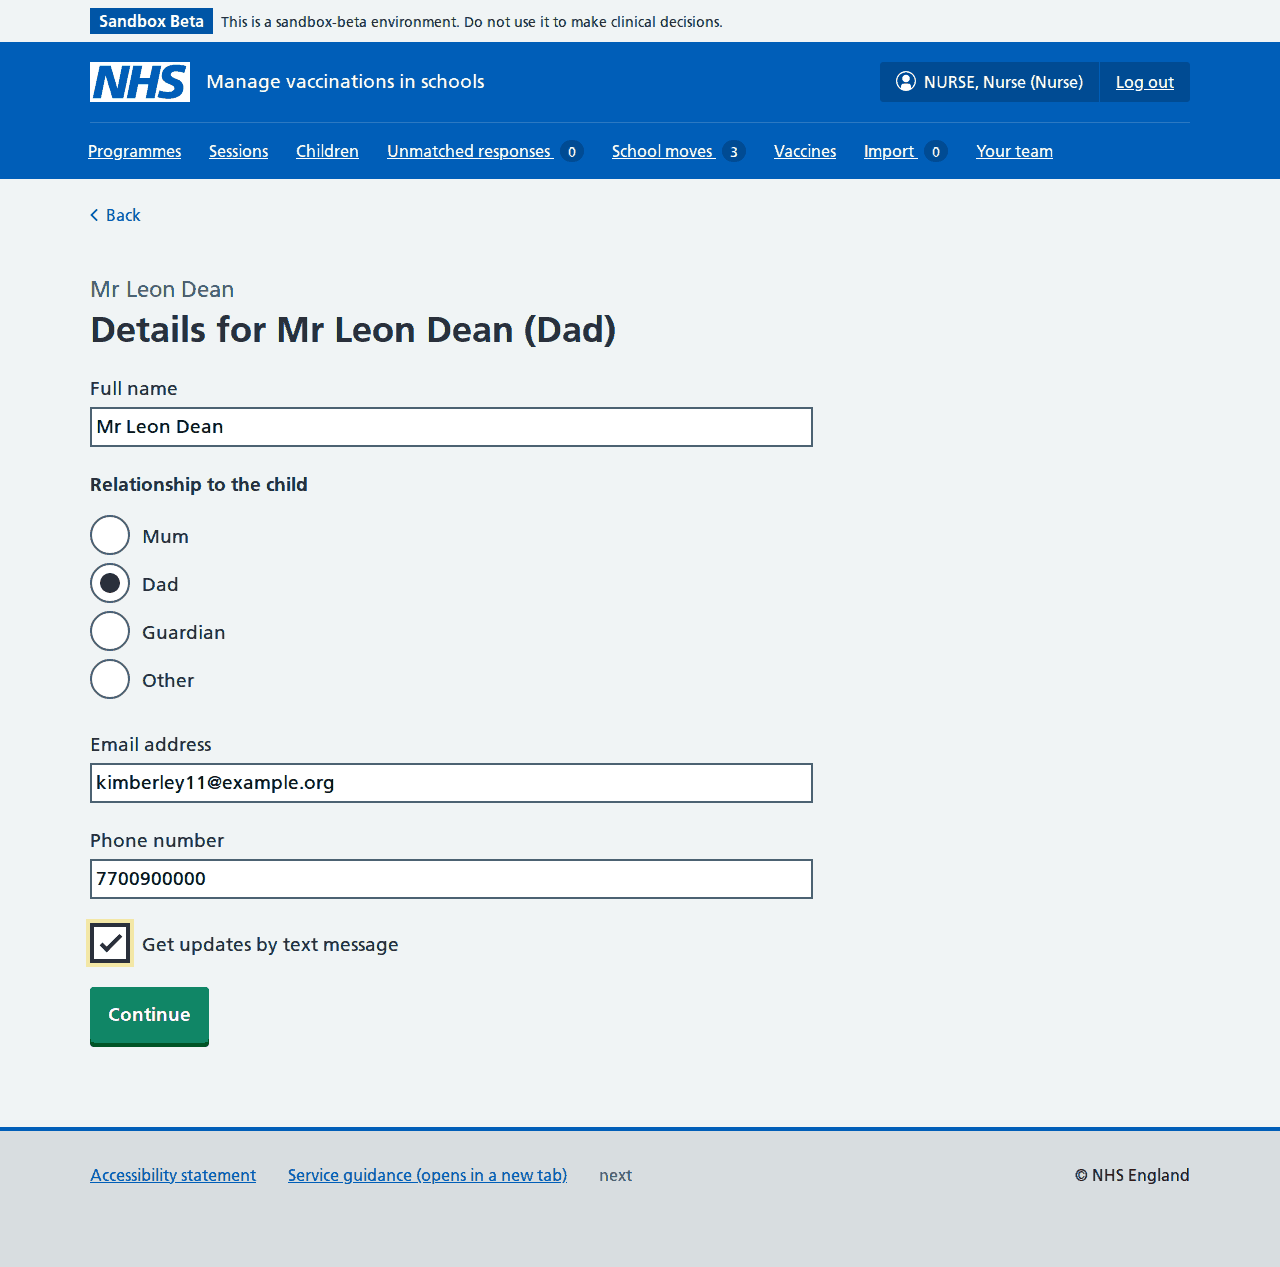 Sandbox Beta This is a sandbox-beta environment. Do not use it to make clinical decisions.
NHS Manage vaccinations in schools NURSE, Nurse (Nurse) Log out
Programmes Sessions Children Unmatched responses 0 School moves 3 Vaccines Import 0 Your team
Back
Mr Leon Dean
Details for Mr Leon Dean (Dad)
Full name
Mr Leon Dean
Relationship to the child
Mum
Dad
Guardian
Other
Email address
kimberley11@example.org
Phone number
7700900000
Get updates by text message
Continue
Accessibility statement Service guidance (opens in a new tab) next © NHS England